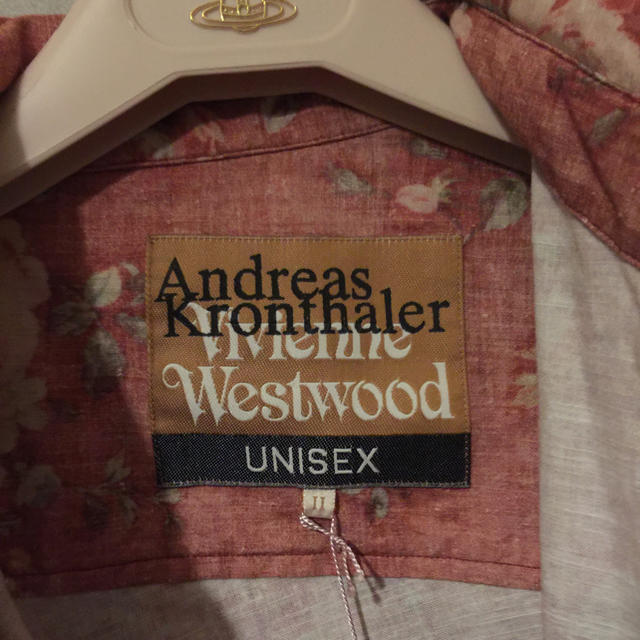 Andreas
Kronthaler
Vivienne
Westwood
UNISEX
II